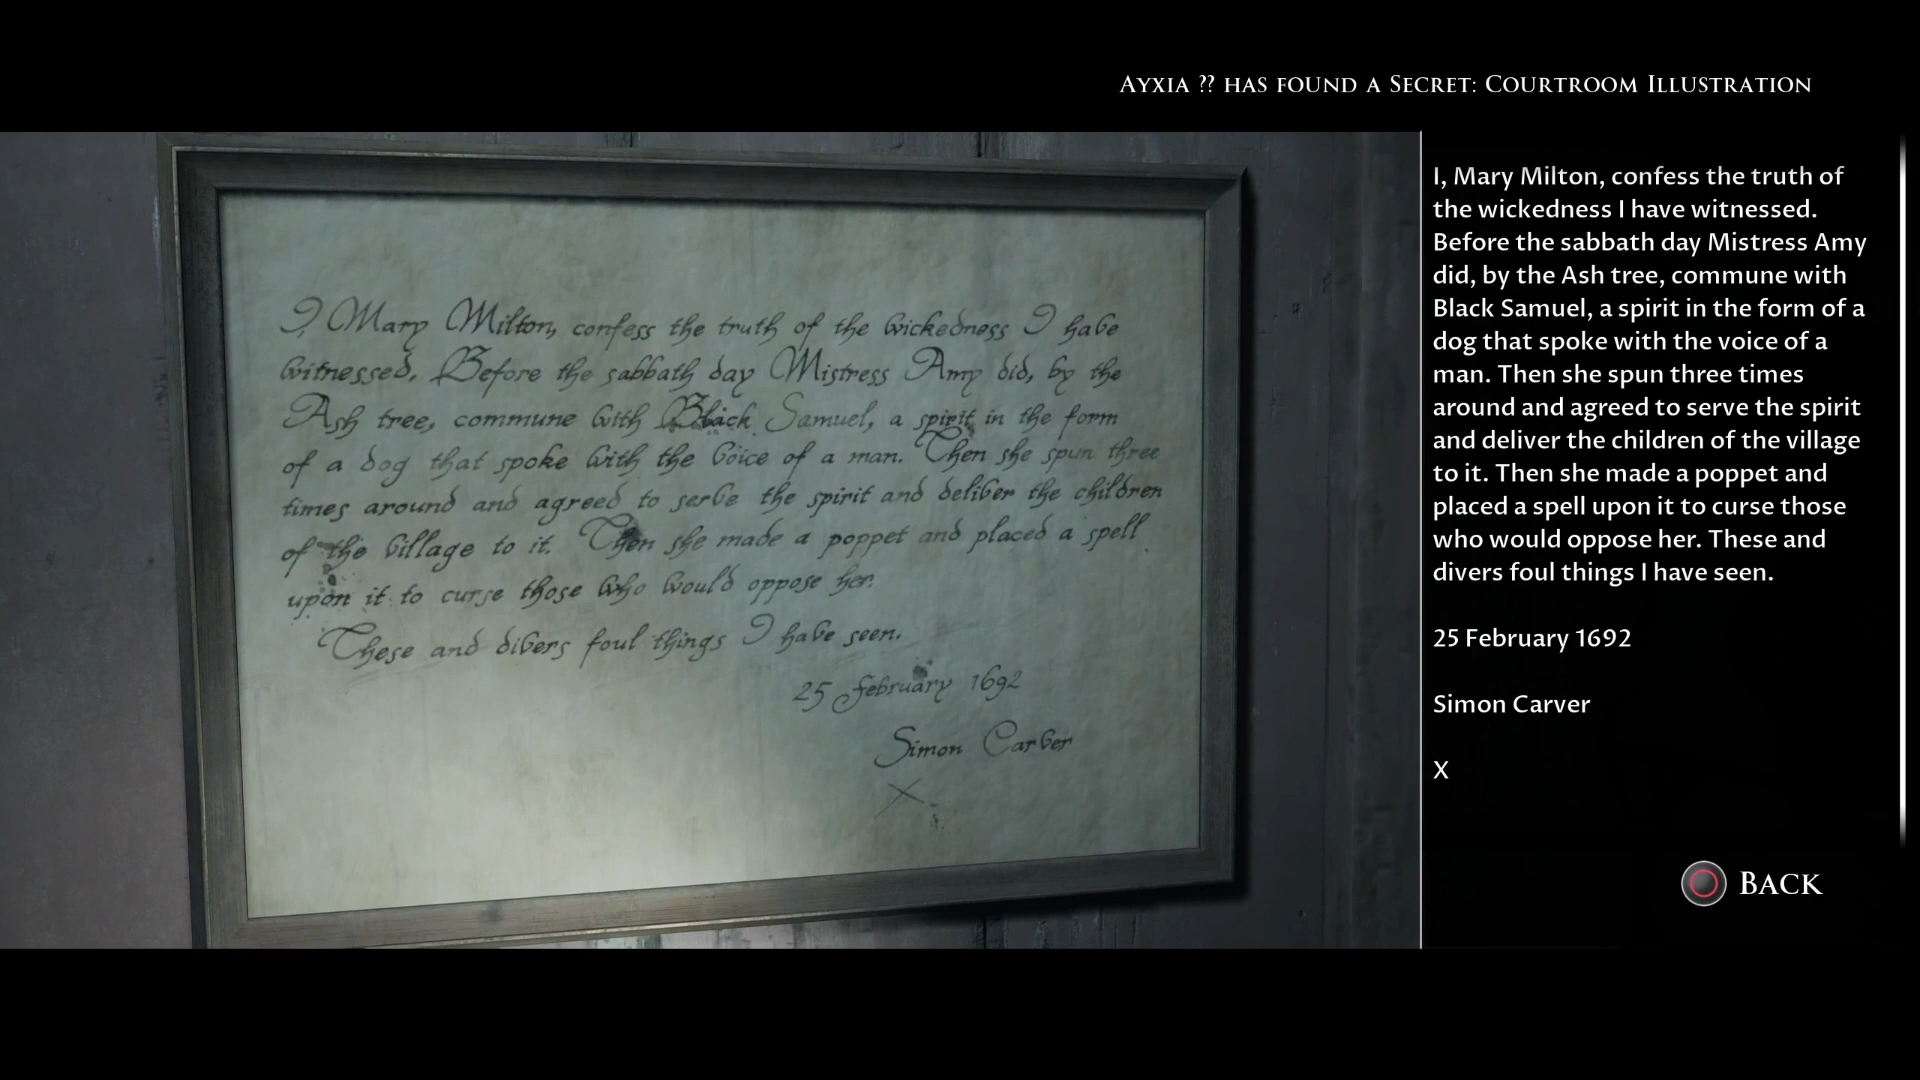 Ayxia ?? has found a Secret: Courtroom Illustration
I, Mary Milton, confess the truth of the wickedness I have
witnessed. Before the sabbath day Mistress Amy did, by the
Ash tree, commune with Black Samuel, a spirit in the form
of a dog that spoke with the voice of a man. Then she spun three
times around and agreed to serve the spirit and deliver the children
of the village to it. Then she made a poppet and placed a spell
upon it to curse those who would oppose her.
These and divers foul things I have seen.
25 February 1692
Simon Carver
X
I, Mary Milton, confess the truth of
the wickedness I have witnessed.
Before the sabbath day Mistress Amy
did, by the Ash tree, commune with
Black Samuel, a spirit in the form of a
dog that spoke with the voice of a
man. Then she spun three times
around and agreed to serve the spirit
and deliver the children of the village
to it. Then she made a poppet and
placed a spell upon it to curse those
who would oppose her. These and
divers foul things I have seen.
25 February 1692
Simon Carver
X
Back